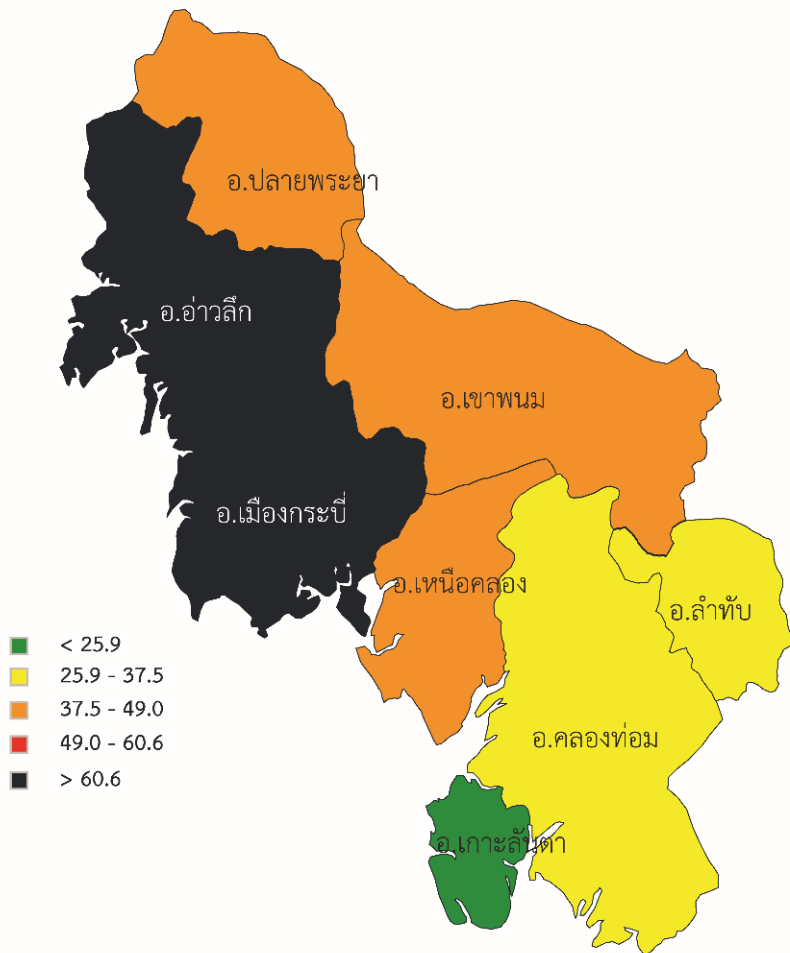 อ.ปลายพระยา
อ.อ่าวลึก
อ.เขาพนม
อ.เมืองกระบี่
อ.เหนือคลอง
อ.ลำทับ
อ.คลองท่อม
อ.เกาะลันตา
< 25.9
25.9 - 37.5
37.5 - 49.0
49.0 - 60.6
> 60.6